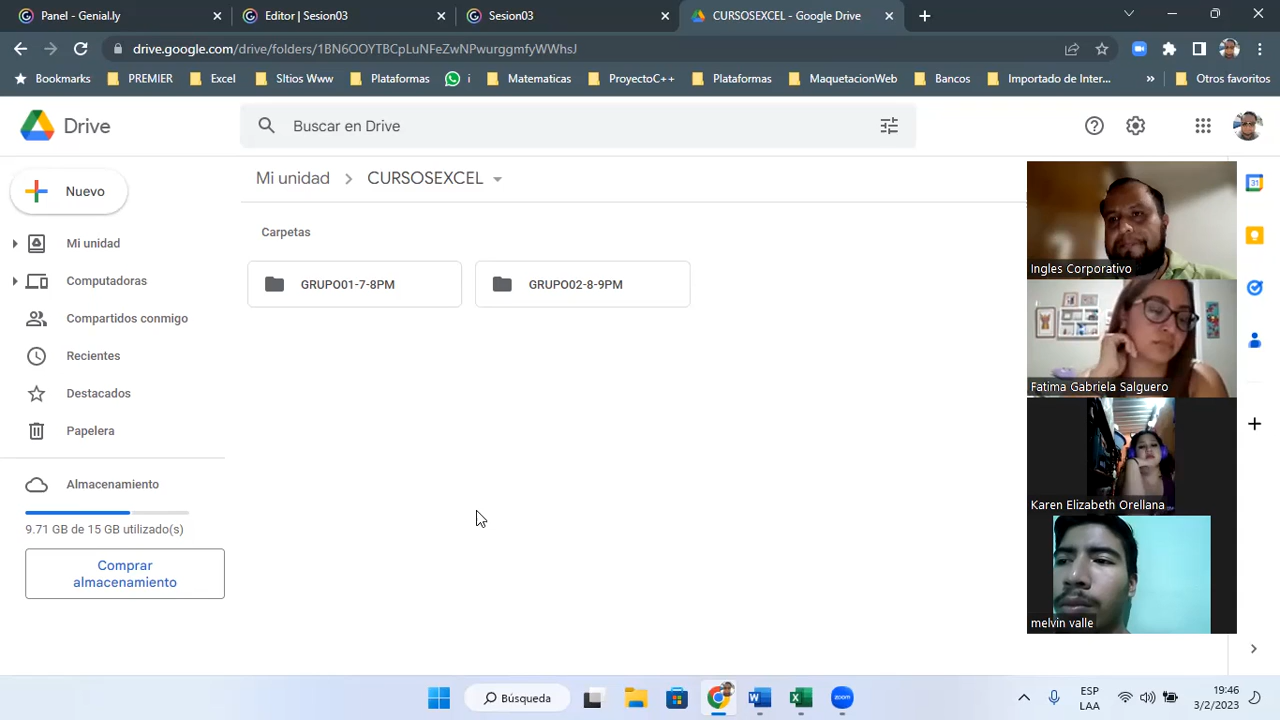 Panel - Genial.ly
Editor | Sesion03
Sesion03
CURSOSEXCEL - Google Drive
drive.google.com/drive/folders/1BN6OOYTBCpLuNFeZwNPwurggmfyWWhsJ
Bookmarks
PREMIER
Excel
SItios Www
Plataformas
i
Matematicas
ProyectoC++
Plataformas
MaquetacionWeb
Bancos
Importado de Inter...
»
Otros favoritos
Drive
Buscar en Drive
Nuevo
Mi unidad
CURSOSEXCEL
Carpetas
GRUPO01-7-8PM
GRUPO02-8-9PM
Mi unidad
Computadoras
Compartidos conmigo
Recientes
Destacados
Papelera
Almacenamiento
9.71 GB de 15 GB utilizado(s)
Comprar
almacenamiento
31
Ingles Corporativo
Fatima Gabriela Salguero
Karen Elizabeth Orellana
melvin valle
Búsqueda
zoom
ESP
LAA
19:46
3/2/2023